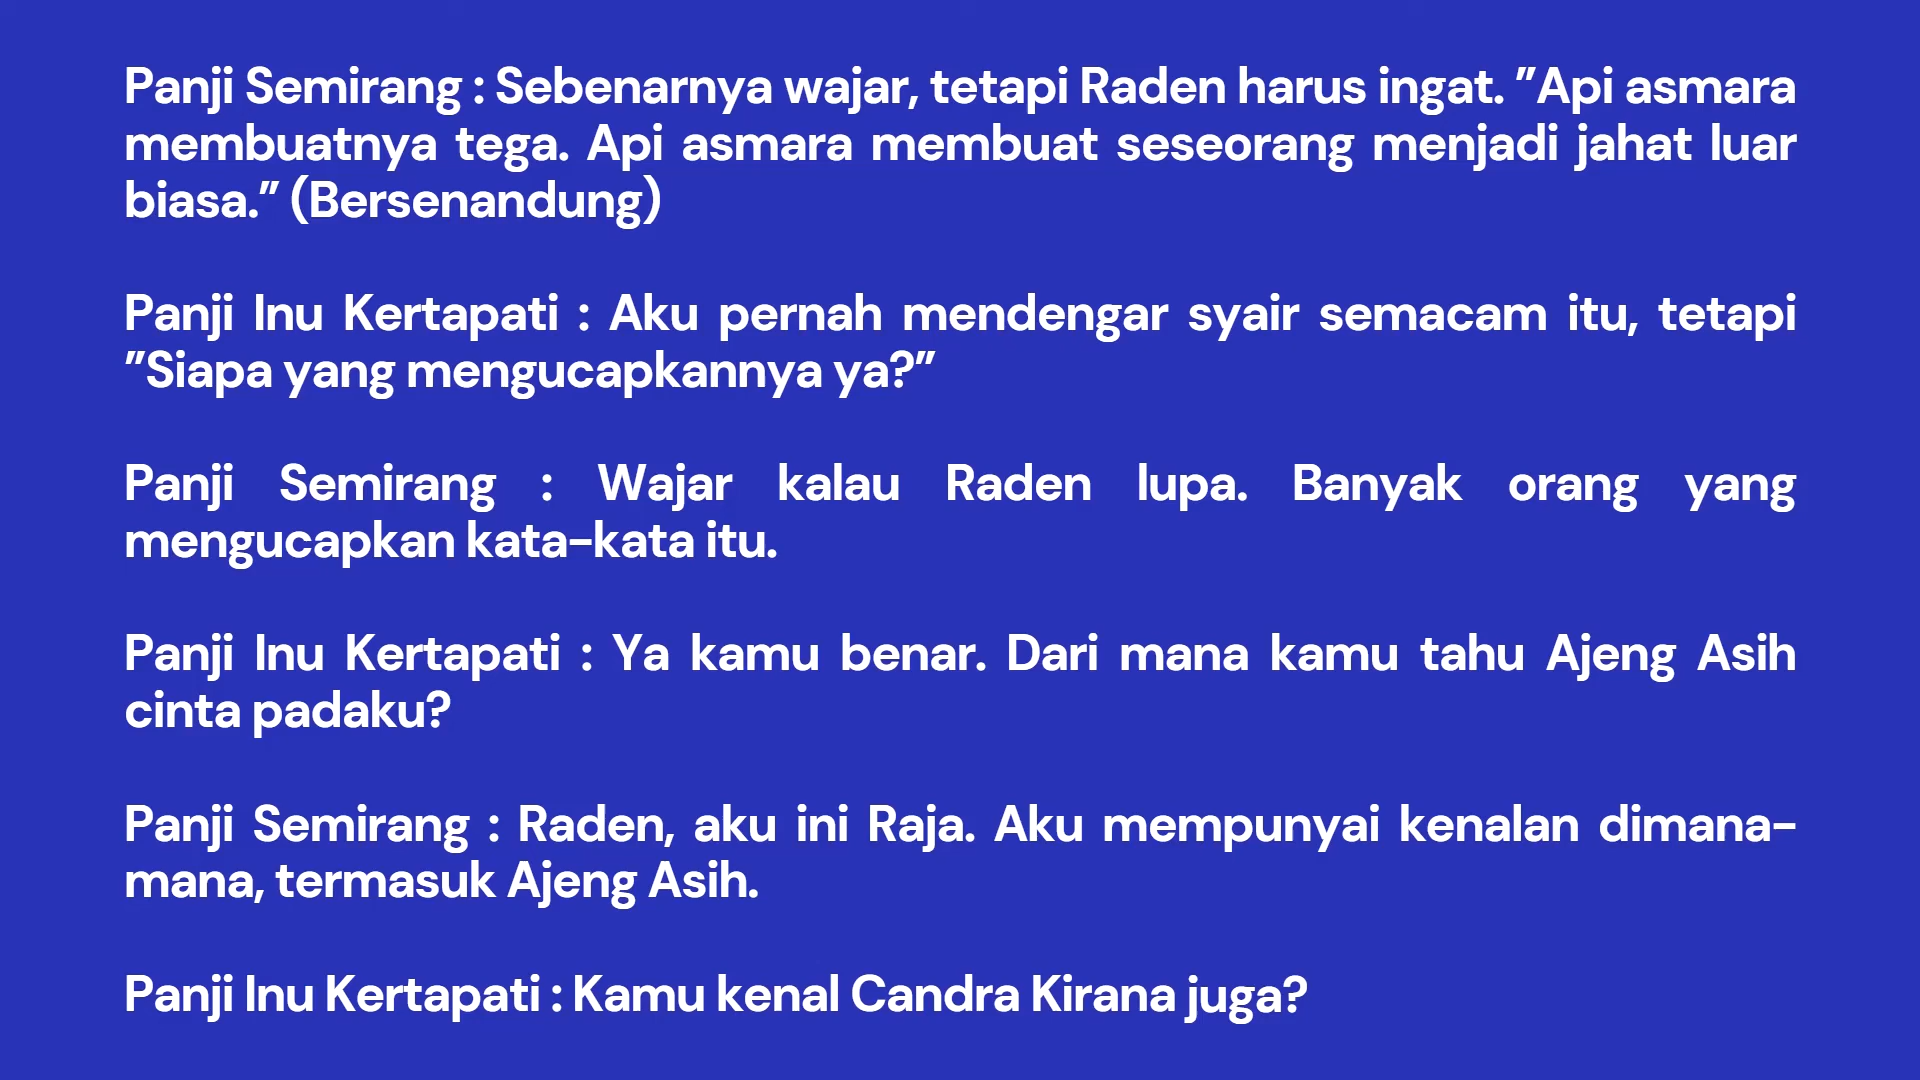 Panji Semirang : Sebenarnya wajar, tetapi Raden harus ingat. ”Api asmara
membuatnya tega. Api asmara membuat seseorang menjadi jahat luar
biasa.” (Bersenandung)
Panji Inu Kertapati : Aku pernah mendengar syair semacam itu, tetapi
”Siapa yang mengucapkannya ya?”
Panji Semirang : Wajar kalau Raden lupa. Banyak orang yang
mengucapkan kata-kata itu.
Panji Inu Kertapati : Ya kamu benar. Dari mana kamu tahu Ajeng Asih
cinta padaku?
Panji Semirang : Raden, aku ini Raja. Aku mempunyai kenalan dimana-
mana, termasuk Ajeng Asih.
Panji Inu Kertapati : Kamu kenal Candra Kirana juga?